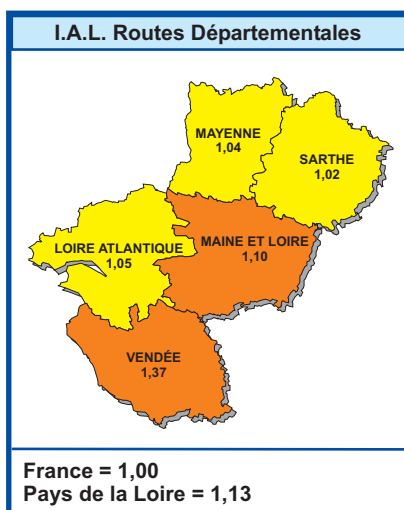 I.A.L. Routes Départementales
MAYENNE
1,04
SARTHE
1,02
LOIRE ATLANTIQUE
1,05
MAINE ET LOIRE
1,10
VENDÉE
1,37
France = 1,00
Pays de la Loire = 1,13